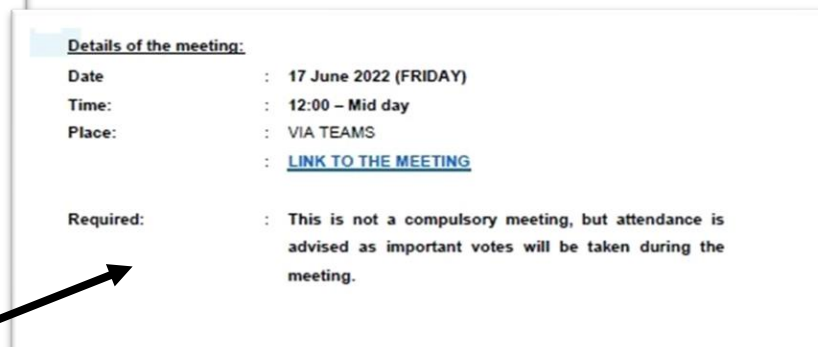 Details of the meeting:
Date : 17 June 2022 (FRIDAY)
Time: : 12:00 – Mid day
Place: : VIA TEAMS
: LINK TO THE MEETING
Required: : This is not a compulsory meeting, but attendance is
advised as important votes will be taken during the
meeting.